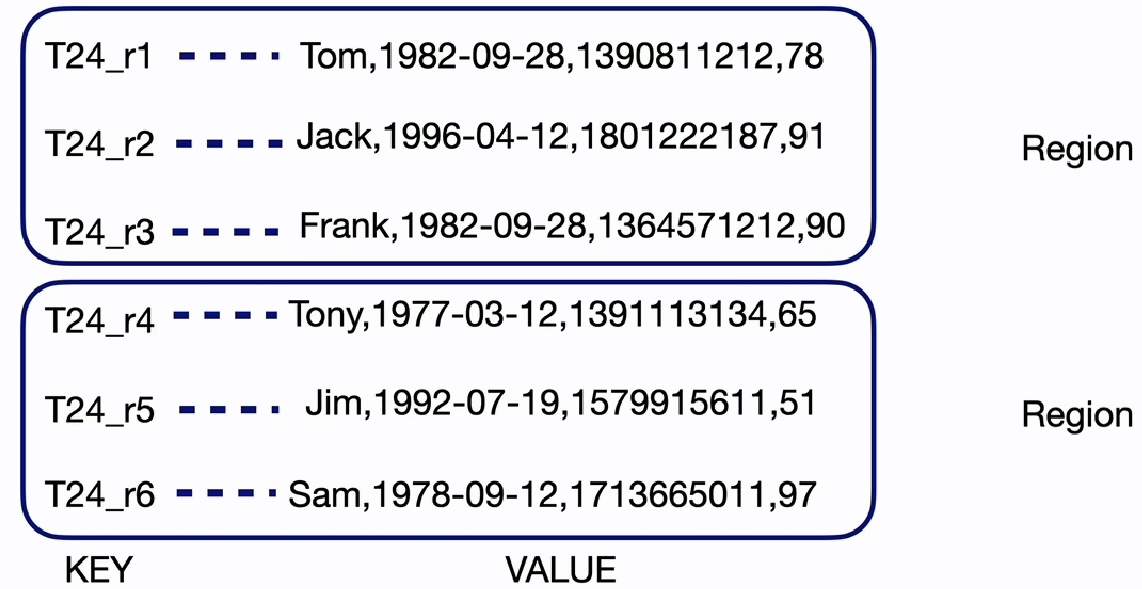 T24_r1 Tom,1982-09-28,1390811212,78
T24_r2 Jack,1996-04-12,1801222187,91
Region
T24_r3 Frank,1982-09-28,1364571212,90
T24_r4 Tony,1977-03-12,1391113134,65
T24_r5 Jim,1992-07-19,1579915611,51
Region
T24_r6 Sam,1978-09-12,1713665011,97
KEY VALUE